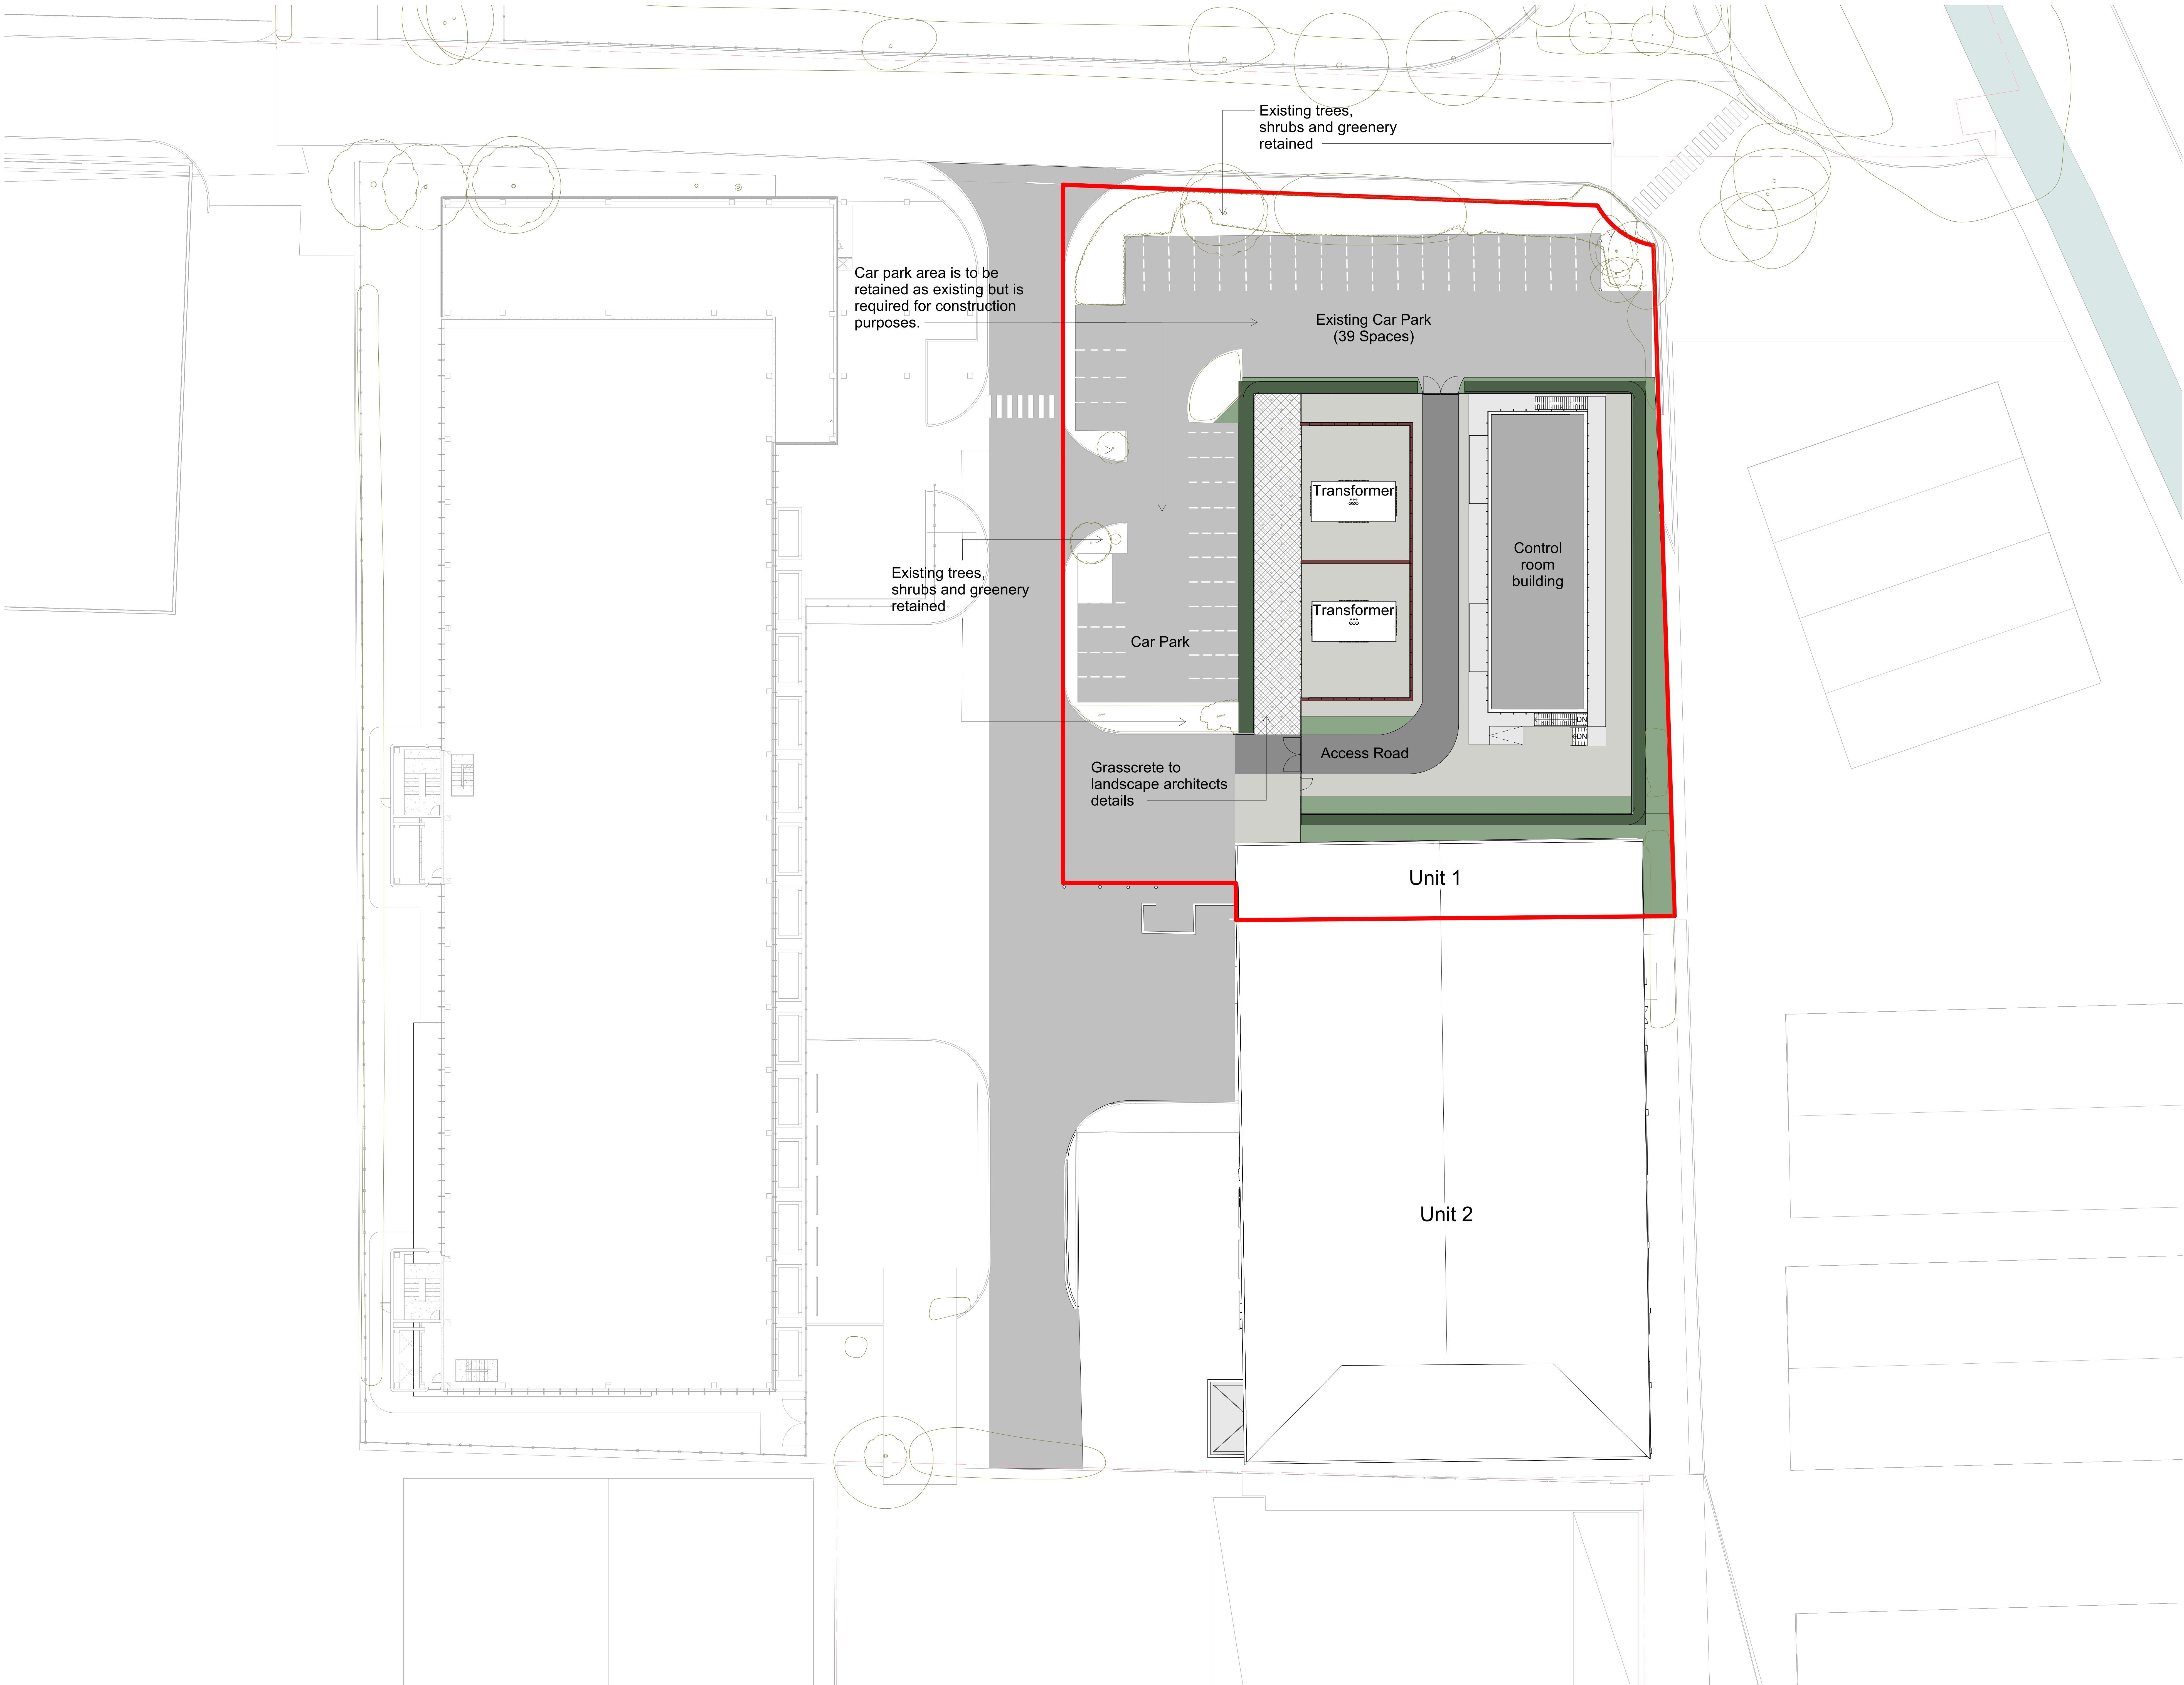 Existing trees,
shrubs and greenery
retained
Car park area is to be
retained as existing but is
required for construction
purposes.
Existing Car Park
(39 Spaces)
Transformer
Control
room
building
Existing trees,
shrubs and greenery
retained
Transformer
Car Park
DN
DN
Access Road
Grasscrete to
landscape architects
details
Unit 1
Unit 2